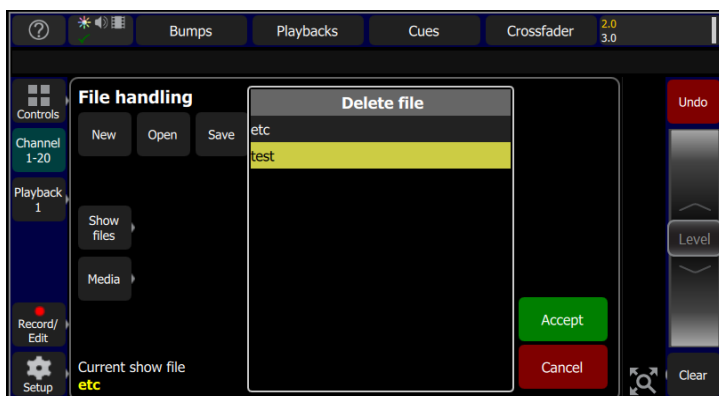 ?
Bumps
Playbacks
Cues
Crossfader
2.0
3.0
Controls
Channel
1-20
Playback
1
Record/
Edit
Setup
File handling
New
Open
Save
Show
files
Media
Current show file
etc
Delete file
etc
test
Accept
Cancel
Undo
Level
Clear